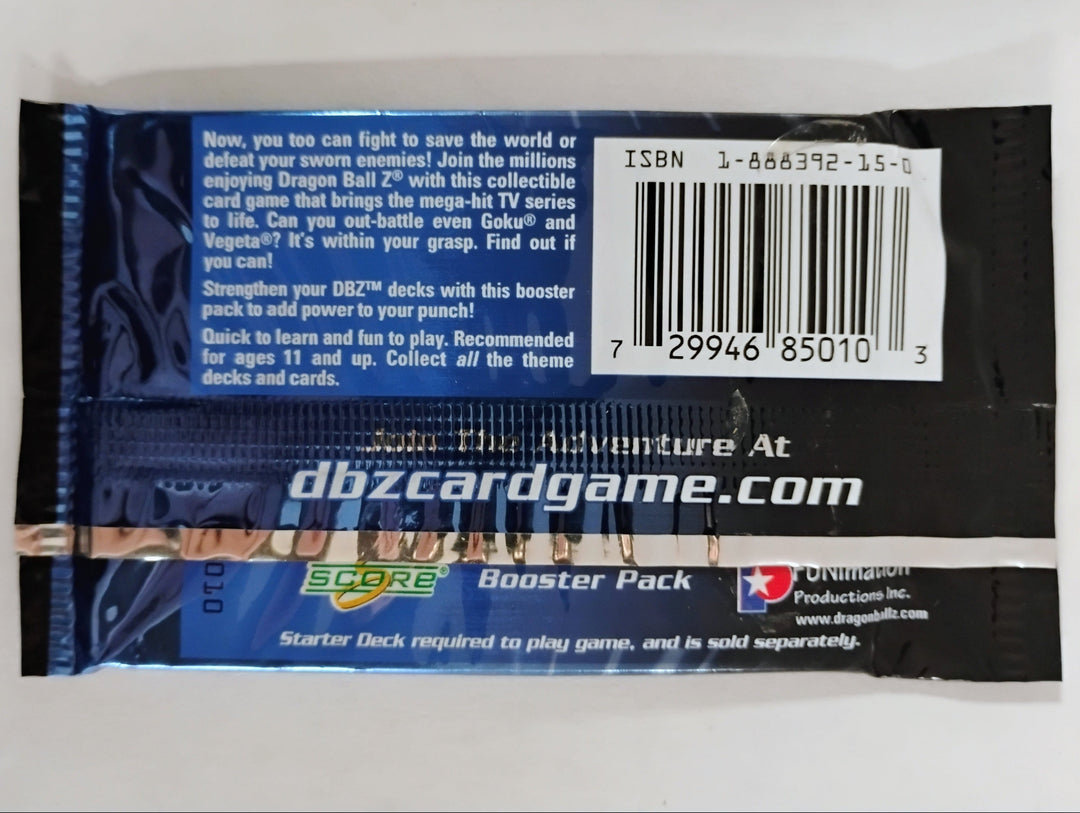 Now, you too can fight to save the world or
defeat your sworn enemies! Join the millions
enjoying Dragon Ball Z® with this collectible
card game that brings the mega-hit TV series
to life. Can you out-battle even Goku® and
Vegeta®? It's within your grasp. Find out if
you can!
Strengthen your DBZ™ decks with this booster
pack to add power to your punch!
Quick to learn and fun to play. Recommended
for ages 11 and up. Collect all the theme
decks and cards.
ISBN 1-888392-15-0
7 29946 85010 3
Join The Adventure At
dbzcardgame.com
SCORE®
Booster Pack
FUNimation
Productions Inc.
www.dragonballz.com
Starter Deck required to play game, and is sold separately.